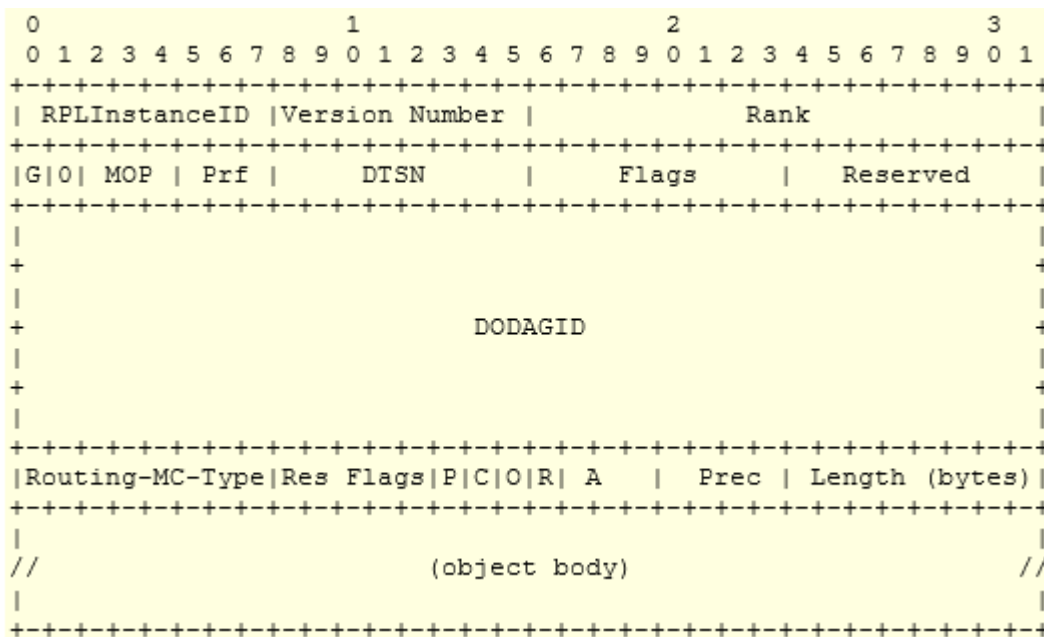 0                   1                   2                   3
 0 1 2 3 4 5 6 7 8 9 0 1 2 3 4 5 6 7 8 9 0 1 2 3 4 5 6 7 8 9 0 1
+-+-+-+-+-+-+-+-+-+-+-+-+-+-+-+-+-+-+-+-+-+-+-+-+-+-+-+-+-+-+-+-+
| RPLInstanceID |Version Number |             Rank              |
+-+-+-+-+-+-+-+-+-+-+-+-+-+-+-+-+-+-+-+-+-+-+-+-+-+-+-+-+-+-+-+-+
|G|0| MOP | Prf |     DTSN      |     Flags     |   Reserved    |
+-+-+-+-+-+-+-+-+-+-+-+-+-+-+-+-+-+-+-+-+-+-+-+-+-+-+-+-+-+-+-+-+
|                                                               |
+                                                               +
|                                                               |
+                            DODAGID                            +
|                                                               |
+                                                               +
|                                                               |
+-+-+-+-+-+-+-+-+-+-+-+-+-+-+-+-+-+-+-+-+-+-+-+-+-+-+-+-+-+-+-+-+
|Routing-MC-Type|Res Flags|P|C|O|R| A   |  Prec | Length (bytes)|
+-+-+-+-+-+-+-+-+-+-+-+-+-+-+-+-+-+-+-+-+-+-+-+-+-+-+-+-+-+-+-+-+
|                                                               |
//                        (object body)                        //
|                                                               |
+-+-+-+-+-+-+-+-+-+-+-+-+-+-+-+-+-+-+-+-+-+-+-+-+-+-+-+-+-+-+-+-+